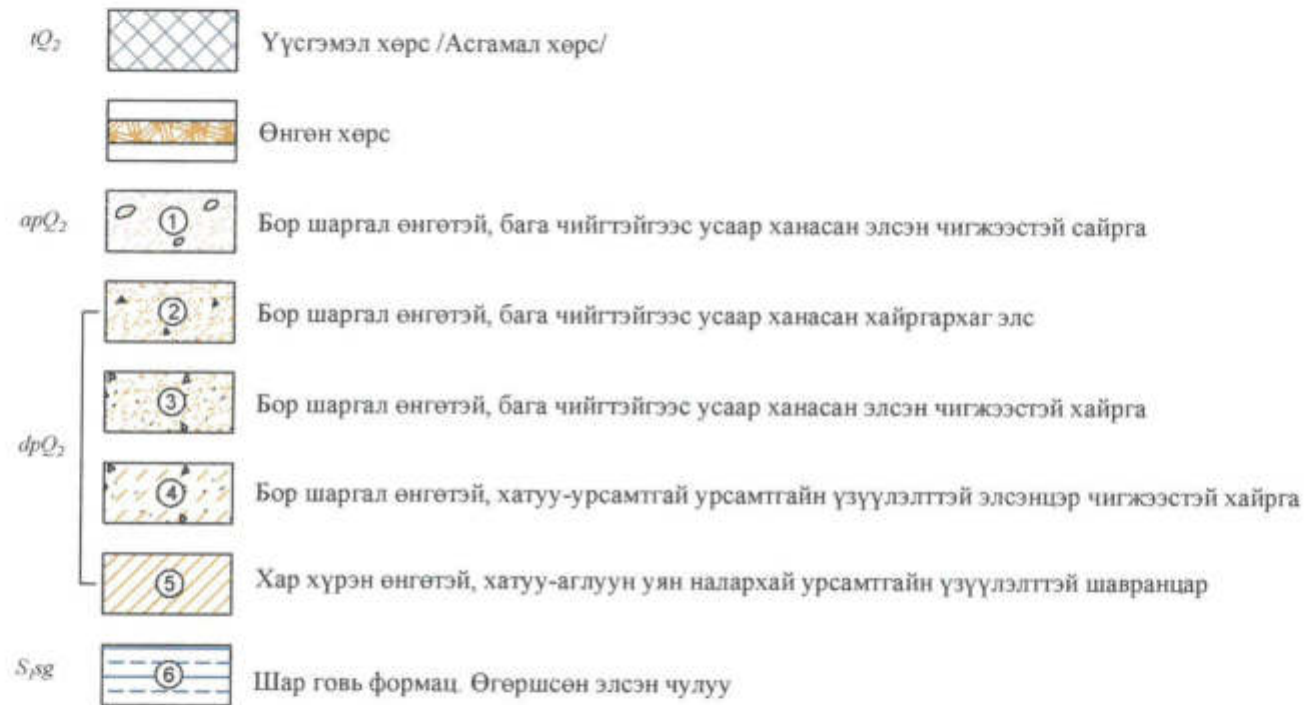 tQ₂ Үүсгэмэл хөрс /Асгамал хөрс/
Өнгөн хөрс
apQ₂ 1 Бор шаргал өнгөтэй, бага чийгтэйгээс усаар ханасан элсэн чигжээстэй сайрга
2 Бор шаргал өнгөтэй, бага чийгтэйгээс усаар ханасан хайргархаг элс
3 Бор шаргал өнгөтэй, бага чийгтэйгээс усаар ханасан элсэн чигжээстэй хайрга
dpQ₂
4 Бор шаргал өнгөтэй, хатуу-урсамтгай урсамтгайн үзүүлэлттэй элсэнцэр чигжээстэй хайрга
5 Хар хүрэн өнгөтэй, хатуу-аглуун уян налархай урсамтгайн үзүүлэлттэй шавранцар
S₁sg 6 Шар говь формац. Өгөршсөн элсэн чулуу